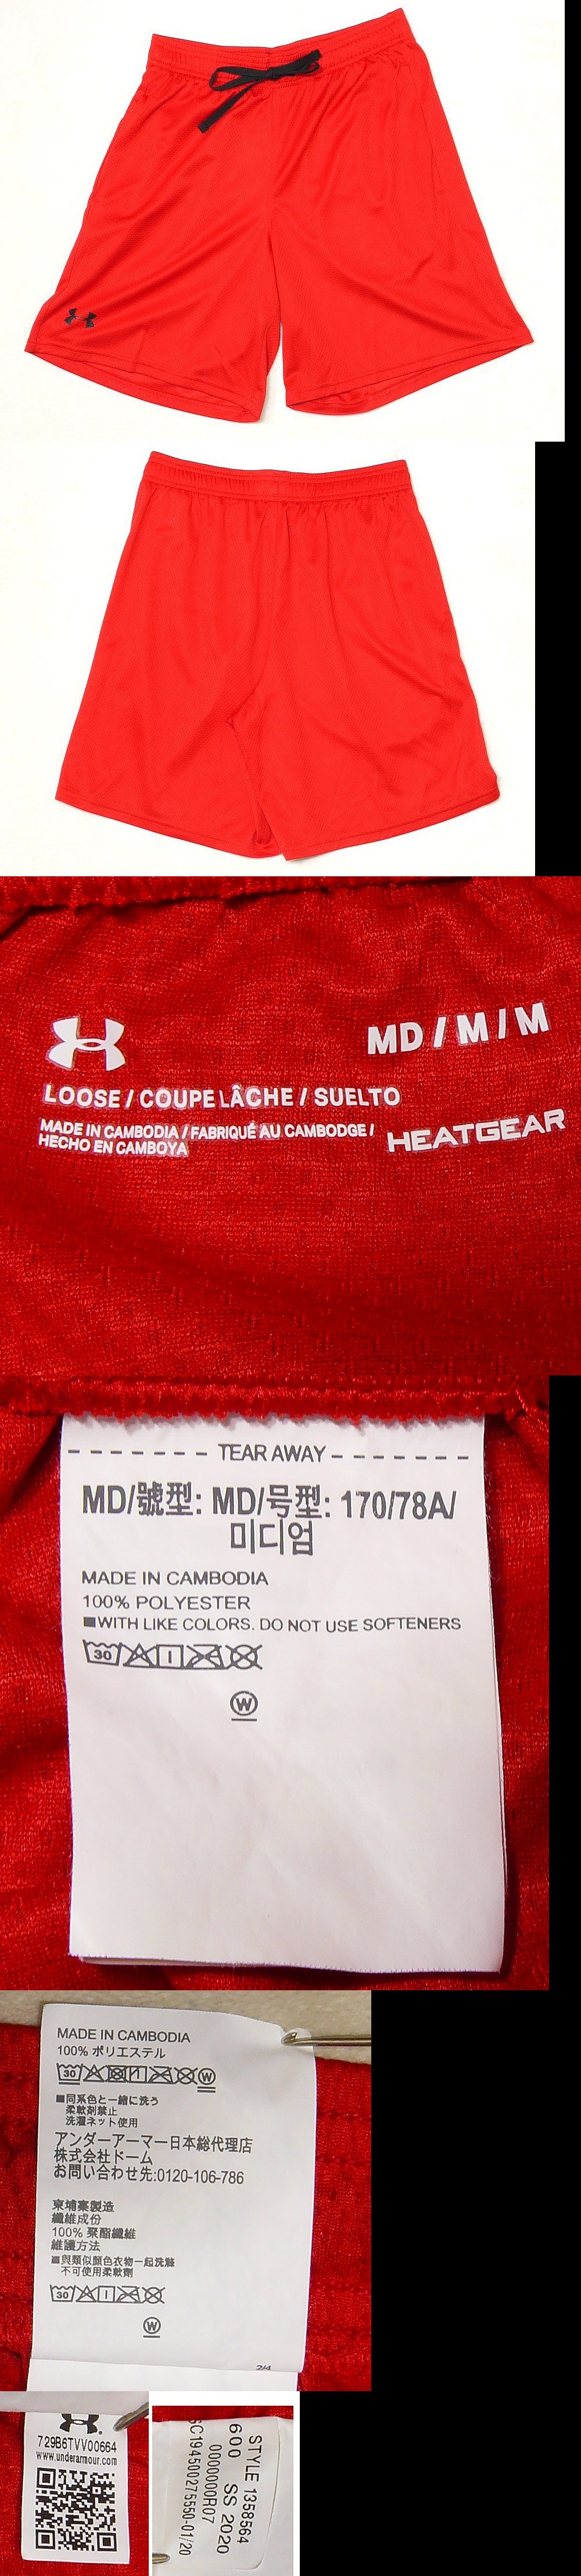 MD / M / M
LOOSE / COUPE LÂCHE / SUELTO
MADE IN CAMBODIA / FABRIQUÉ AU CAMBODGE /
HECHO EN CAMBOYA
HEATGEAR
TEAR AWAY
MD/號型: MD/号型: 170/78A/
미디엄
MADE IN CAMBODIA
100% POLYESTER
■WITH LIKE COLORS. DO NOT USE SOFTENERS
30
W
MADE IN CAMBODIA
100% ポリエステル
30 W
■同系色と一緒に洗う
柔軟剤禁止
洗濯ネット使用
アンダーアーマー日本総代理店
株式会社ドーム
お問い合わせ先:0120-106-786
柬埔寨製造
纖維成份
100% 聚酯纖維
維護方法
■與類似顏色衣物一起洗滌
不可使用柔軟劑
30
W
2/4
729B6TVV00664
www.underarmour.com
STYLE 1358564
600 SS 2020
0000000R07
SC194500275550-01/20